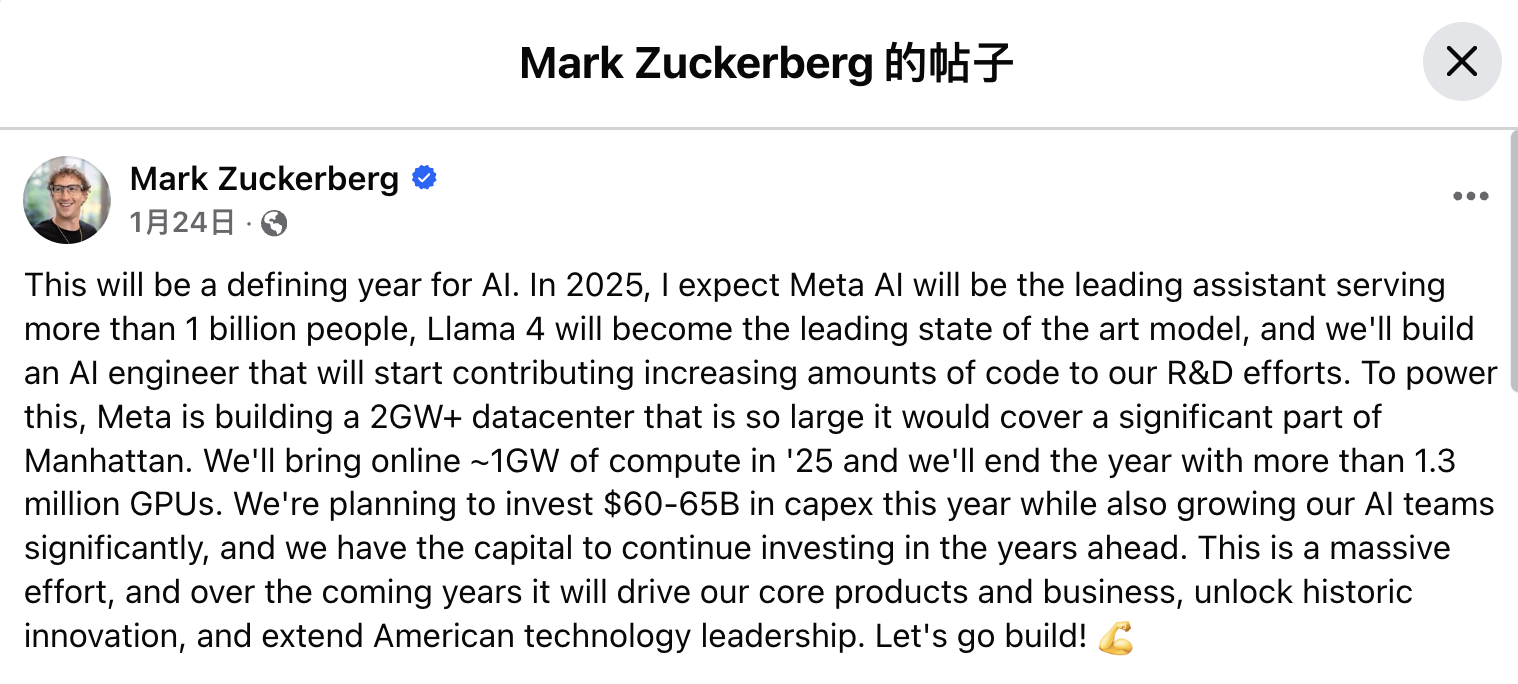 Mark Zuckerberg 的帖子
Mark Zuckerberg
1月24日 ·
This will be a defining year for AI. In 2025, I expect Meta AI will be the leading assistant serving
more than 1 billion people, Llama 4 will become the leading state of the art model, and we'll build
an AI engineer that will start contributing increasing amounts of code to our R&D efforts. To power
this, Meta is building a 2GW+ datacenter that is so large it would cover a significant part of
Manhattan. We'll bring online ~1GW of compute in '25 and we'll end the year with more than 1.3
million GPUs. We're planning to invest $60-65B in capex this year while also growing our AI teams
significantly, and we have the capital to continue investing in the years ahead. This is a massive
effort, and over the coming years it will drive our core products and business, unlock historic
innovation, and extend American technology leadership. Let's go build! 💪